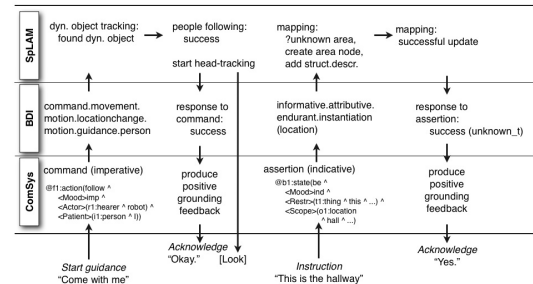 SpLAM
dyn. object tracking:
found dyn. object
people following:
success
start head-tracking
mapping:
?unknown area,
create area node,
add struct.descr.
mapping:
successful update
BDI
command.movement.
motion.locationchange.
motion.guidance.person
response to
command:
success
informative.attributive.
endurant.instantiation
(location)
response to
assertion:
success (unknown_t)
ComSys
command (imperative)
@f1:action(follow ^
<Mood>imp ^
<Actor>(r1:hearer ^ robot) ^
<Patient>(i1:person ^ I))
produce
positive
grounding
feedback
assertion (indicative)
@b1:state(be ^
<Mood>ind ^
<Restr>(t1:thing ^ this ^ ...) ^
<Scope>(o1:location
^ hall ^ ...)
produce
positive
grounding
feedback
Start guidance
“Come with me”
Acknowledge
“Okay.”
[Look]
Instruction
“This is the hallway”
Acknowledge
“Yes.”